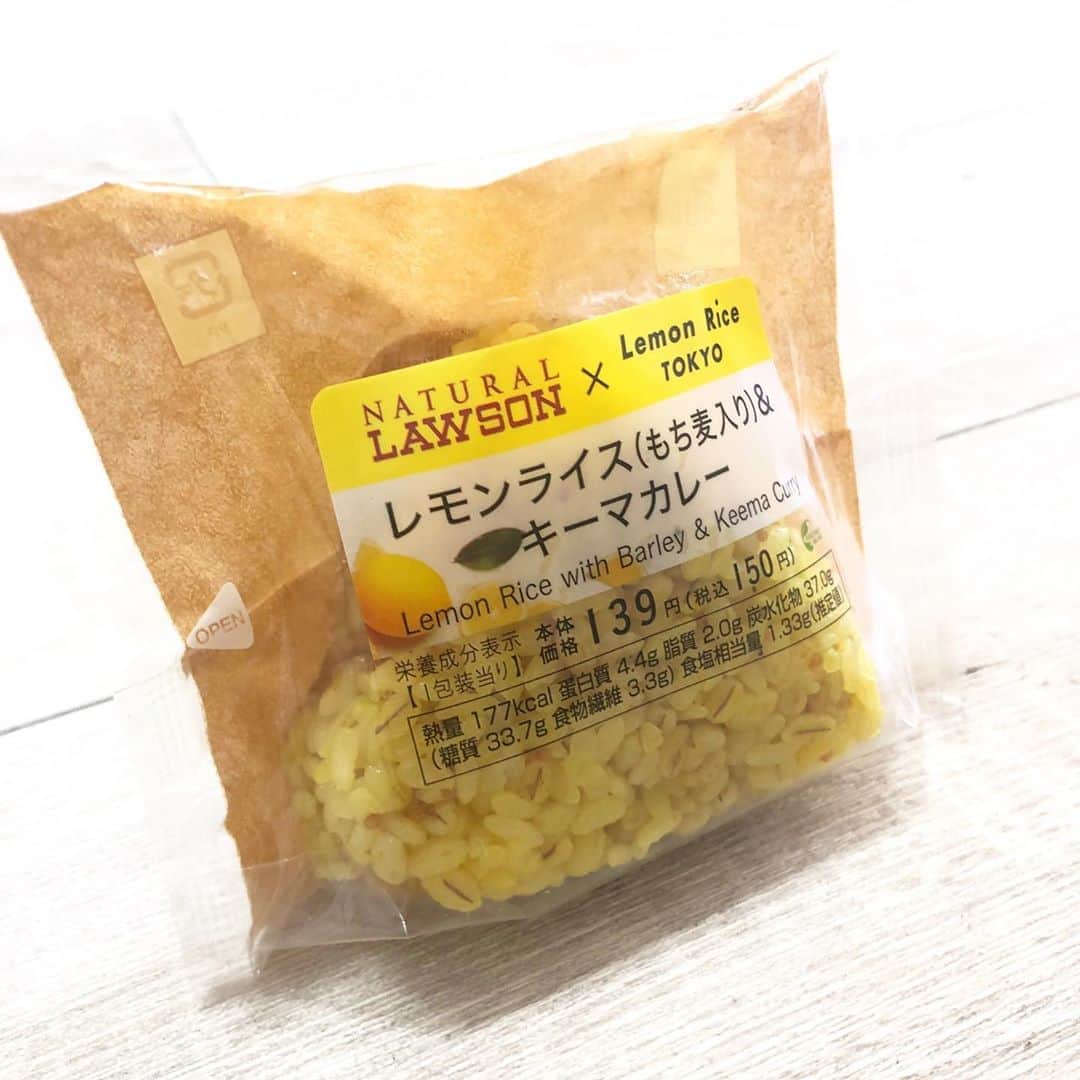 NATURAL
LAWSON
×
Lemon Rice
TOKYO
レモンライス(もち麦入り)&
キーマカレー
Lemon Rice with Barley & Keema Curry
本体
価格 139円(税込 150円)
栄養成分表示
【1包装当り】
熱量 177kcal 蛋白質 4.4g 脂質 2.0g 炭水化物 37.0g
(糖質 33.7g 食物繊維 3.3g) 食塩相当量 1.33g(推定値)
OPEN
プラ